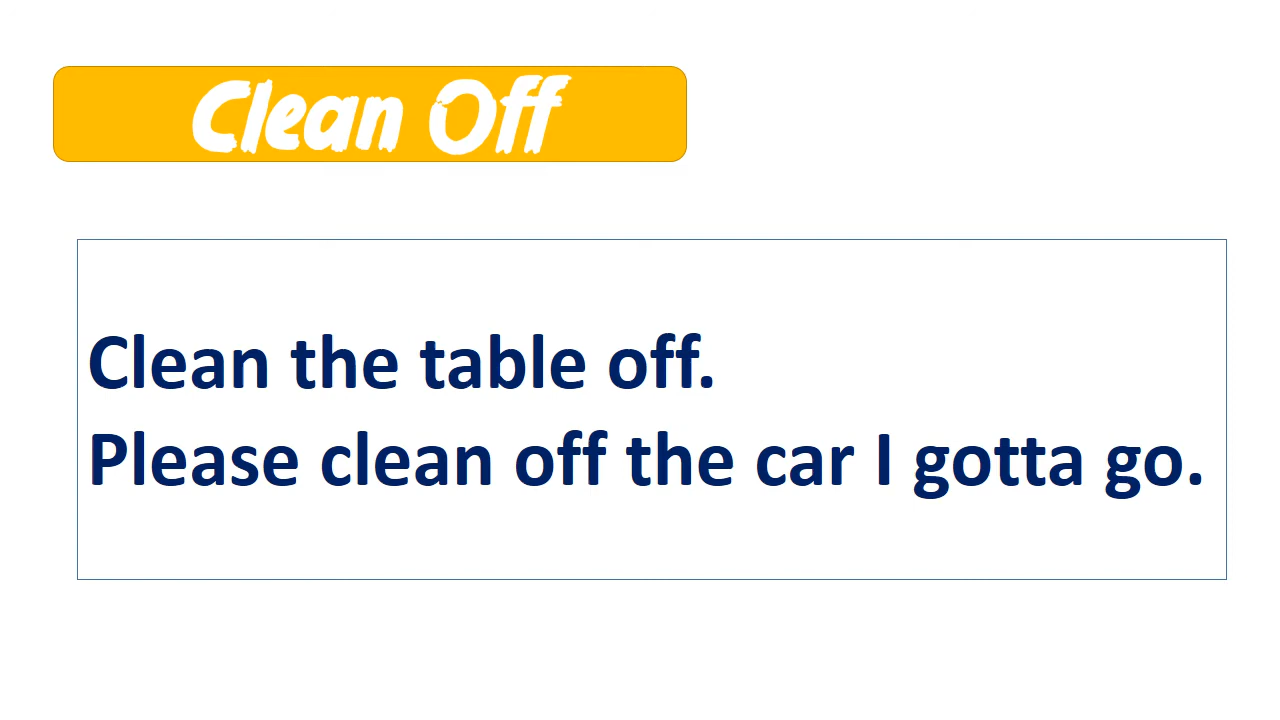 Clean Off
Clean the table off.
Please clean off the car I gotta go.